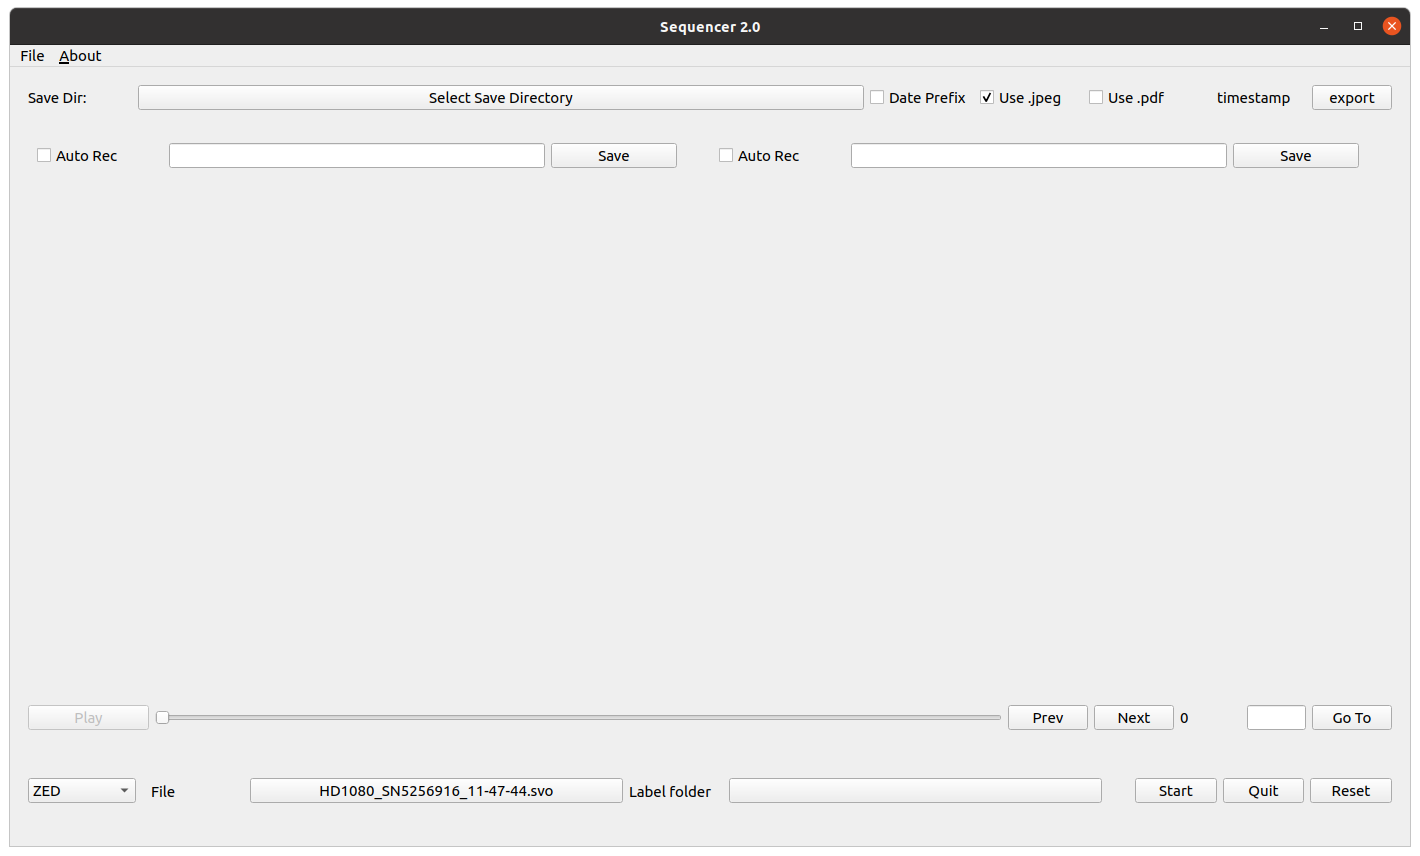 Sequencer 2.0
File About
Save Dir: Select Save Directory Date Prefix Use .jpeg Use .pdf timestamp export
Auto Rec Save Auto Rec Save
Play Prev Next 0 Go To
ZED File HD1080_SN5256916_11-47-44.svo Label folder Start Quit Reset